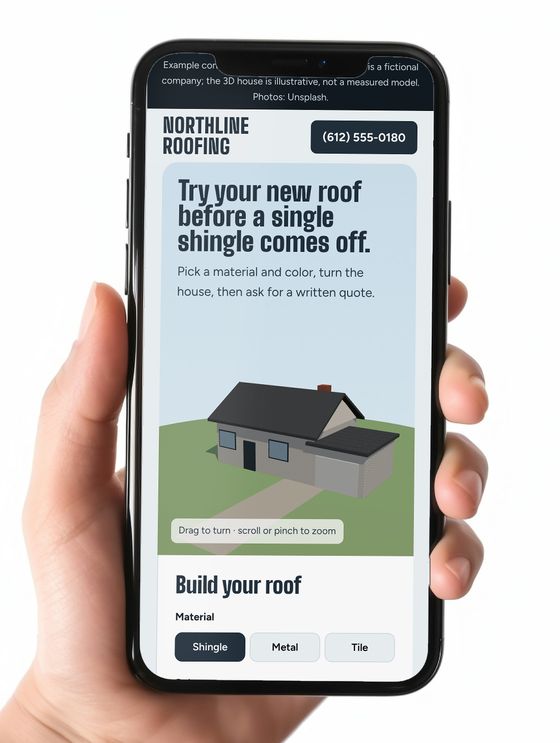 Example con is a fictional
company; the 3D house is illustrative, not a measured model.
Photos: Unsplash.
NORTHLINE
ROOFING
(612) 555-0180
Try your new roof
before a single
shingle comes off.
Pick a material and color, turn the
house, then ask for a written quote.
Drag to turn · scroll or pinch to zoom
Build your roof
Material
Shingle
Metal
Tile